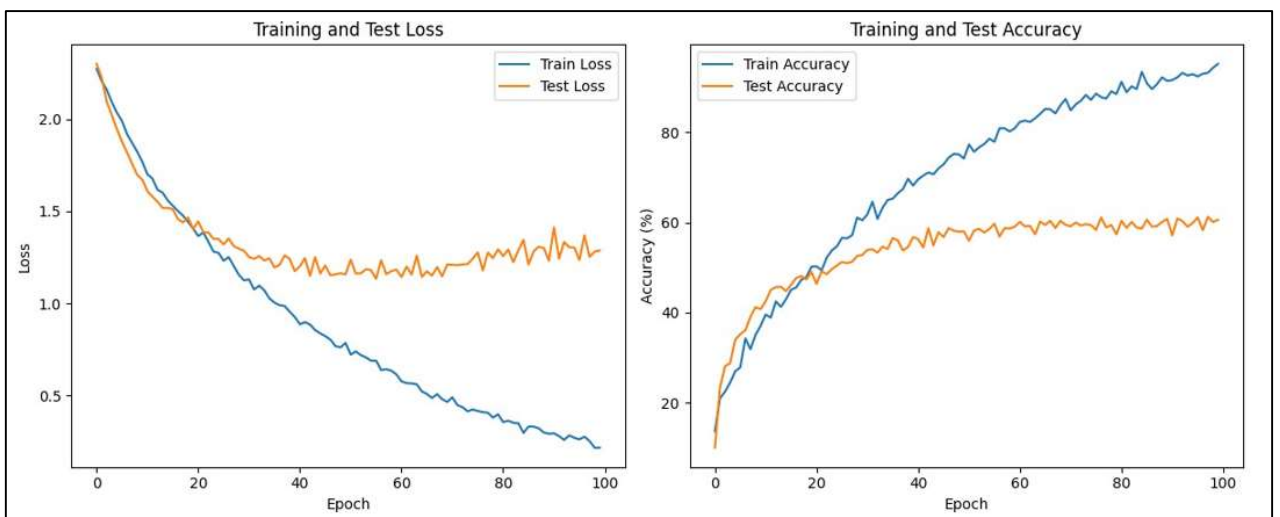 Training and Test Loss
Train Loss
Test Loss
2.0
1.5
1.0
0.5
Loss
0
20
40
60
80
100
Epoch
Training and Test Accuracy
Train Accuracy
Test Accuracy
80
60
40
20
Accuracy (%)
0
20
40
60
80
100
Epoch